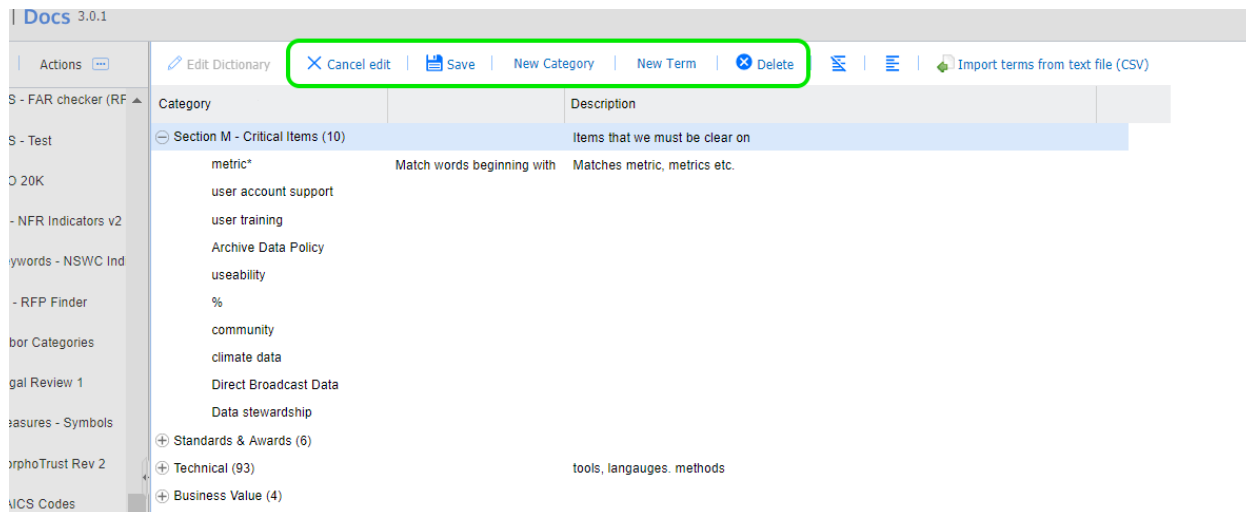 Docs 3.0.1
Actions
Edit Dictionary
Cancel edit
Save
New Category
New Term
Delete
Import terms from text file (CSV)
S - FAR checker (RF
S - Test
O 20K
- NFR Indicators v2
ywords - NSWC Ind
- RFP Finder
bor Categories
gal Review 1
easures - Symbols
orphoTrust Rev 2
AICS Codes
Category Description
Section M - Critical Items (10) Items that we must be clear on
metric* Match words beginning with Matches metric, metrics etc.
user account support
user training
Archive Data Policy
useability
%
community
climate data
Direct Broadcast Data
Data stewardship
Standards & Awards (6)
Technical (93) tools, langauges. methods
Business Value (4)